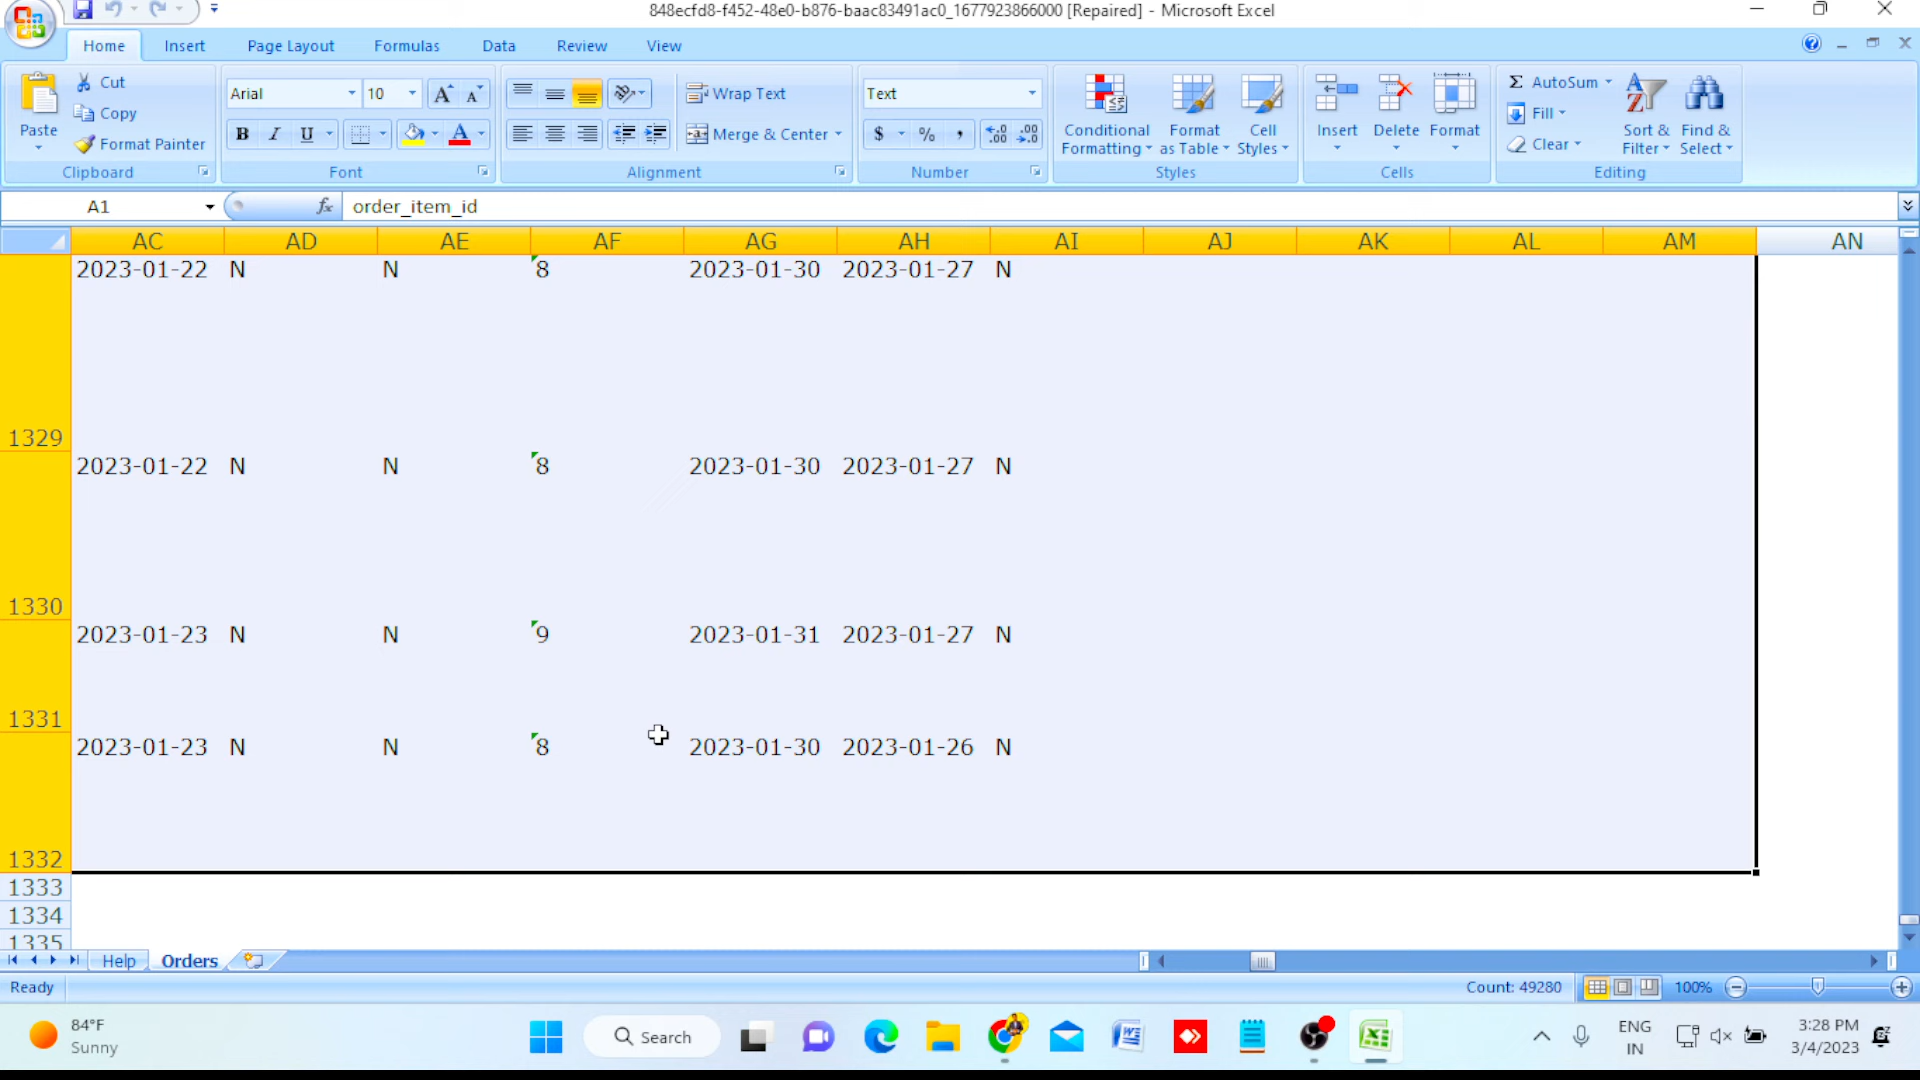 848ecfd8-f452-48e0-b876-baac83491ac0_1677923866000 [Repaired] - Microsoft Excel
Home Insert Page Layout Formulas Data Review View
Paste
Cut
Copy
Format Painter
Clipboard
Arial 10
B I U
Font
Wrap Text
Merge & Center
Alignment
Text
$ % ,
Number
Conditional Formatting
Format as Table
Cell Styles
Styles
Insert Delete Format
Cells
Σ AutoSum
Fill
Clear
Sort & Filter
Find & Select
Editing
A1 fx order_item_id
AC AD AE AF AG AH AI AJ AK AL AM AN
1329 2023-01-22 N N 8 2023-01-30 2023-01-27 N
1330 2023-01-22 N N 8 2023-01-30 2023-01-27 N
1331 2023-01-23 N N 9 2023-01-31 2023-01-27 N
1332 2023-01-23 N N 8 2023-01-30 2023-01-26 N
1333
1334
1335
Help Orders
Ready Count: 49280 100%
84°F
Sunny
Search
ENG
IN
3:28 PM
3/4/2023